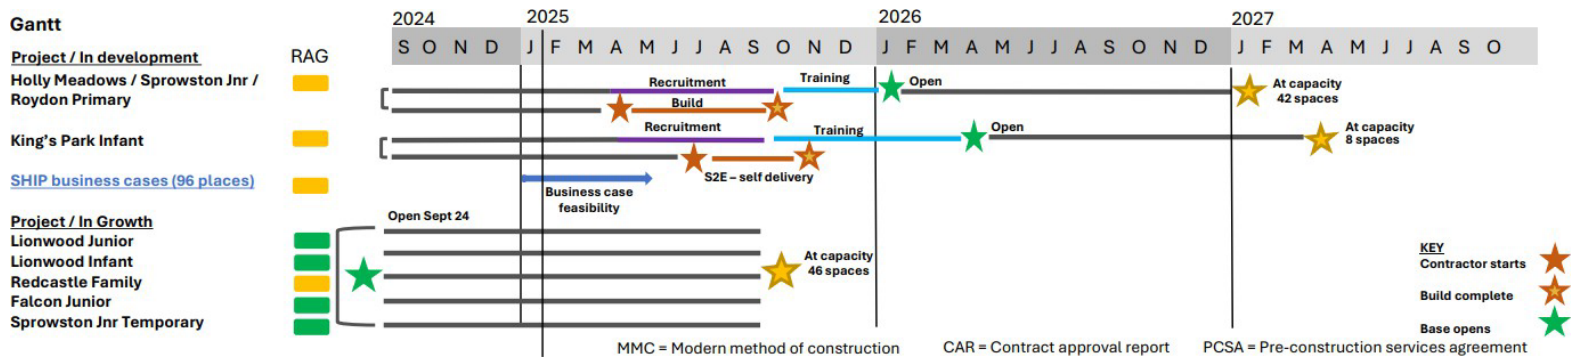 Gantt
2024 2025 2026 2027
Project / In development RAG S O N D J F M A M J J A S O N D J F M A M J J A S O N D J F M A M J J A S O
Holly Meadows / Sprowston Jnr /
Roydon Primary
Recruitment Training Open At capacity
42 spaces
Build
King's Park Infant Recruitment Training Open At capacity
8 spaces
S2E – self delivery
SHIP business cases (96 places)
Business case
feasibility
Project / In Growth Open Sept 24
Lionwood Junior
Lionwood Infant
Redcastle Family
Falcon Junior
Sprowston Jnr Temporary
At capacity
46 spaces
KEY
Contractor starts
Build complete
Base opens
MMC = Modern method of construction CAR = Contract approval report PCSA = Pre-construction services agreement